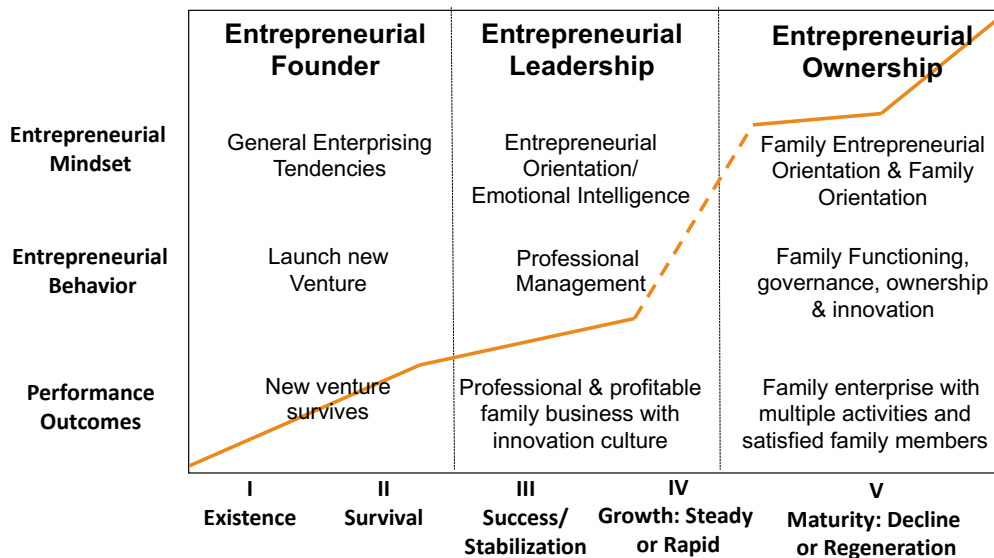 Entrepreneurial
Founder
Entrepreneurial
Leadership
Entrepreneurial
Ownership
Entrepreneurial
Mindset
General Enterprising
Tendencies
Entrepreneurial
Orientation/
Emotional Intelligence
Family Entrepreneurial
Orientation & Family
Orientation
Entrepreneurial
Behavior
Launch new
Venture
Professional
Management
Family Functioning,
governance, ownership
& innovation
Performance
Outcomes
New venture
survives
Professional & profitable
family business with
innovation culture
Family enterprise with
multiple activities and
satisfied family members
I
Existence
II
Survival
III
Success/
Stabilization
IV
Growth: Steady
or Rapid
V
Maturity: Decline
or Regeneration